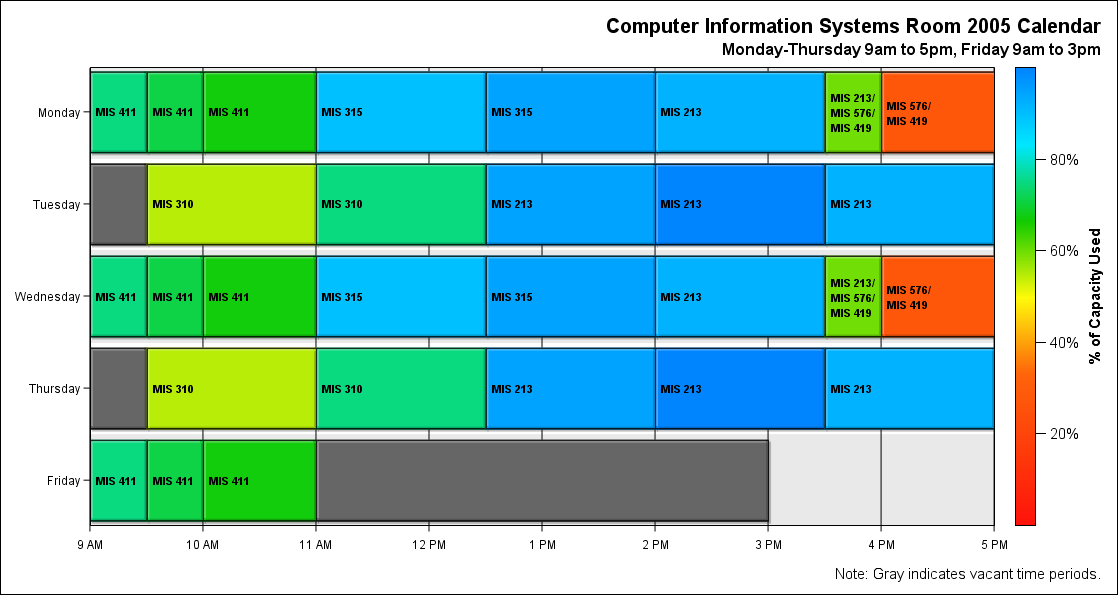 Computer Information Systems Room 2005 Calendar
Monday-Thursday 9am to 5pm, Friday 9am to 3pm
Monday
MIS 411
MIS 411
MIS 411
MIS 315
MIS 315
MIS 213
MIS 213/
MIS 576/
MIS 419
MIS 576/
MIS 419
Tuesday
MIS 310
MIS 310
MIS 213
MIS 213
MIS 213
Wednesday
MIS 411
MIS 411
MIS 411
MIS 315
MIS 315
MIS 213
MIS 213/
MIS 576/
MIS 419
MIS 576/
MIS 419
Thursday
MIS 310
MIS 310
MIS 213
MIS 213
MIS 213
Friday
MIS 411
MIS 411
MIS 411
9 AM
10 AM
11 AM
12 PM
1 PM
2 PM
3 PM
4 PM
5 PM
80%
60%
40%
20%
% of Capacity Used
Note: Gray indicates vacant time periods.